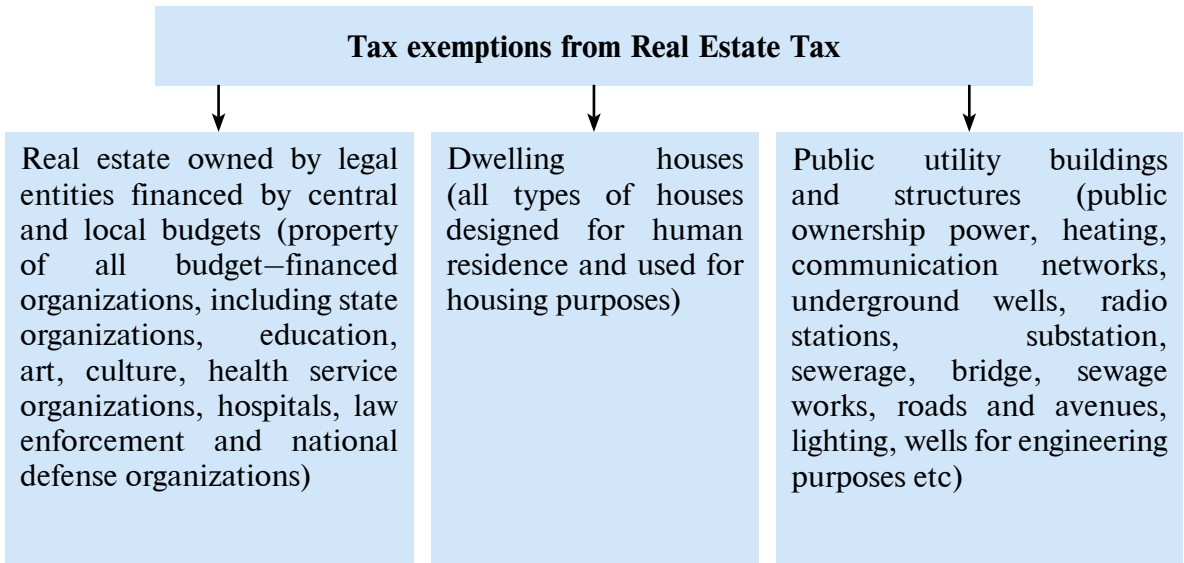 Tax exemptions from Real Estate Tax
Real estate owned by legal
entities financed by central
and local budgets (property
of all budget–financed
organizations, including state
organizations, education,
art, culture, health service
organizations, hospitals, law
enforcement and national
defense organizations)
Dwelling houses
(all types of houses
designed for human
residence and used for
housing purposes)
Public utility buildings
and structures (public
ownership power, heating,
communication networks,
underground wells, radio
stations, substation,
sewerage, bridge, sewage
works, roads and avenues,
lighting, wells for engineering
purposes etc)